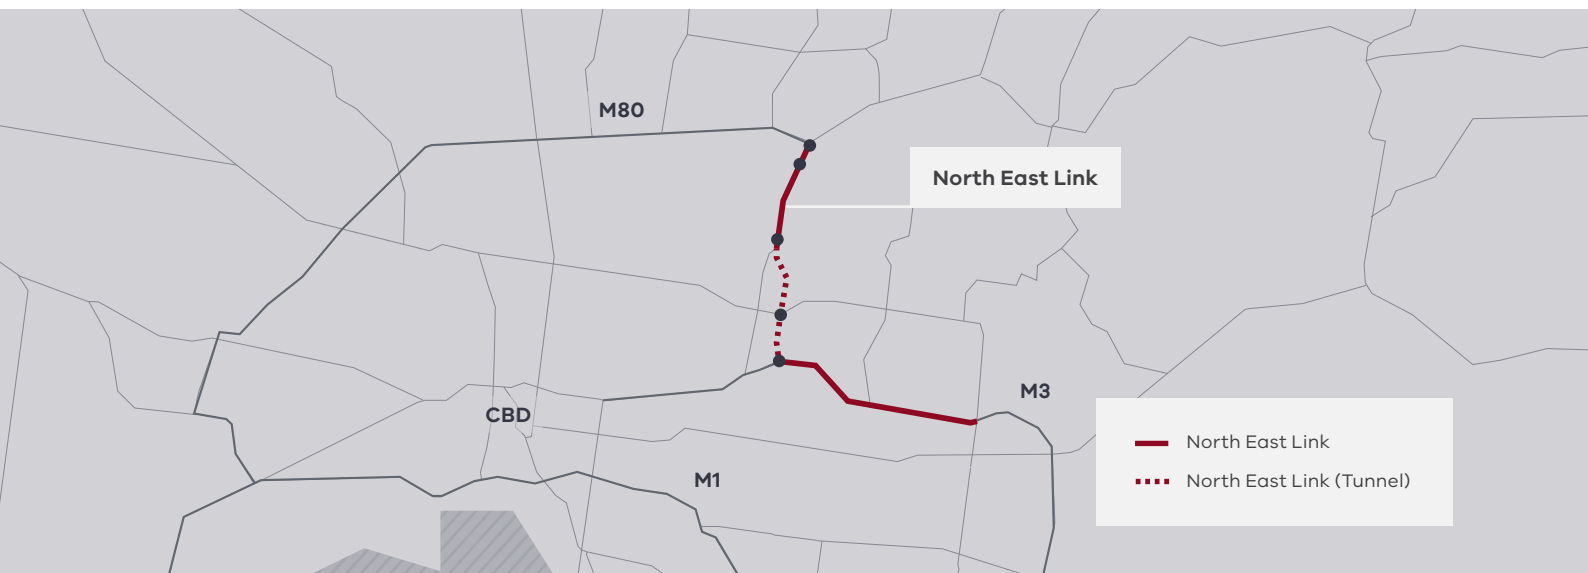 M80
North East Link
M3
CBD
North East Link
M1
North East Link (Tunnel)